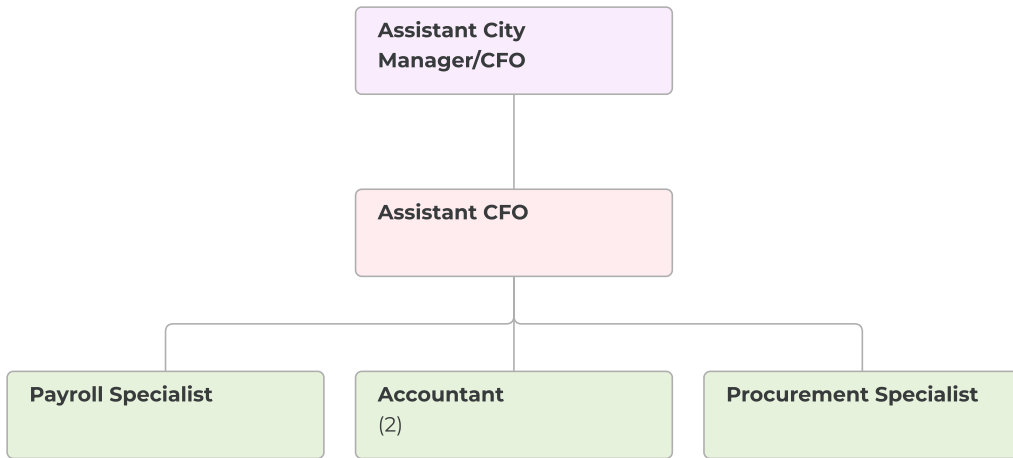 Assistant City
Manager/CFO
Assistant CFO
Payroll Specialist
Accountant
(2)
Procurement Specialist